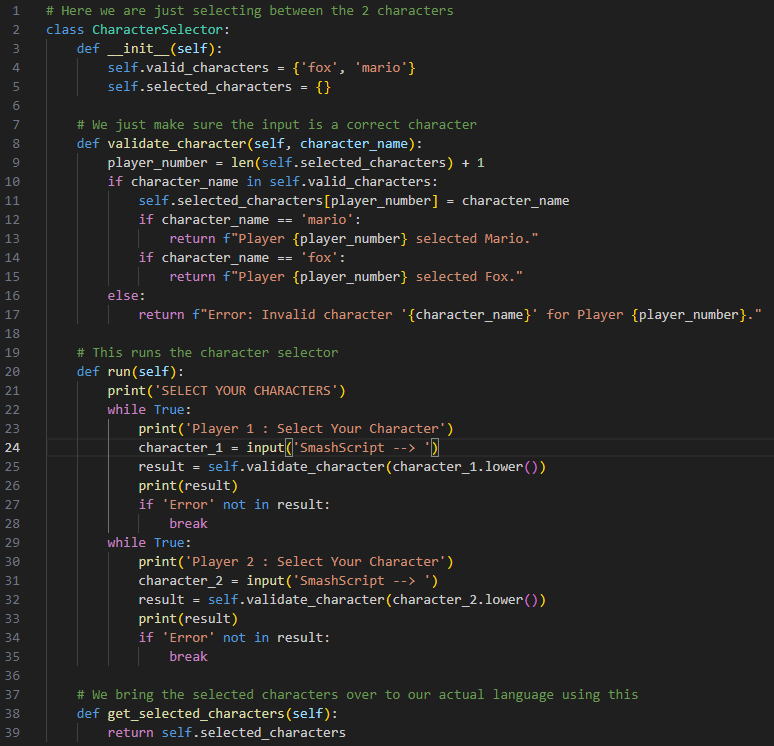 1 # Here we are just selecting between the 2 characters
2 class CharacterSelector:
3     def __init__(self):
4         self.valid_characters = {'fox', 'mario'}
5         self.selected_characters = {}
6
7     # We just make sure the input is a correct character
8     def validate_character(self, character_name):
9         player_number = len(self.selected_characters) + 1
10         if character_name in self.valid_characters:
11             self.selected_characters[player_number] = character_name
12             if character_name == 'mario':
13                 return f"Player {player_number} selected Mario."
14             if character_name == 'fox':
15                 return f"Player {player_number} selected Fox."
16         else:
17             return f"Error: Invalid character '{character_name}' for Player {player_number}."
18
19     # This runs the character selector
20     def run(self):
21         print('SELECT YOUR CHARACTERS')
22         while True:
23             print('Player 1 : Select Your Character')
24             character_1 = input('SmashScript --> ')
25             result = self.validate_character(character_1.lower())
26             print(result)
27             if 'Error' not in result:
28                 break
29         while True:
30             print('Player 2 : Select Your Character')
31             character_2 = input('SmashScript --> ')
32             result = self.validate_character(character_2.lower())
33             print(result)
34             if 'Error' not in result:
35                 break
36
37     # We bring the selected characters over to our actual language using this
38     def get_selected_characters(self):
39         return self.selected_characters